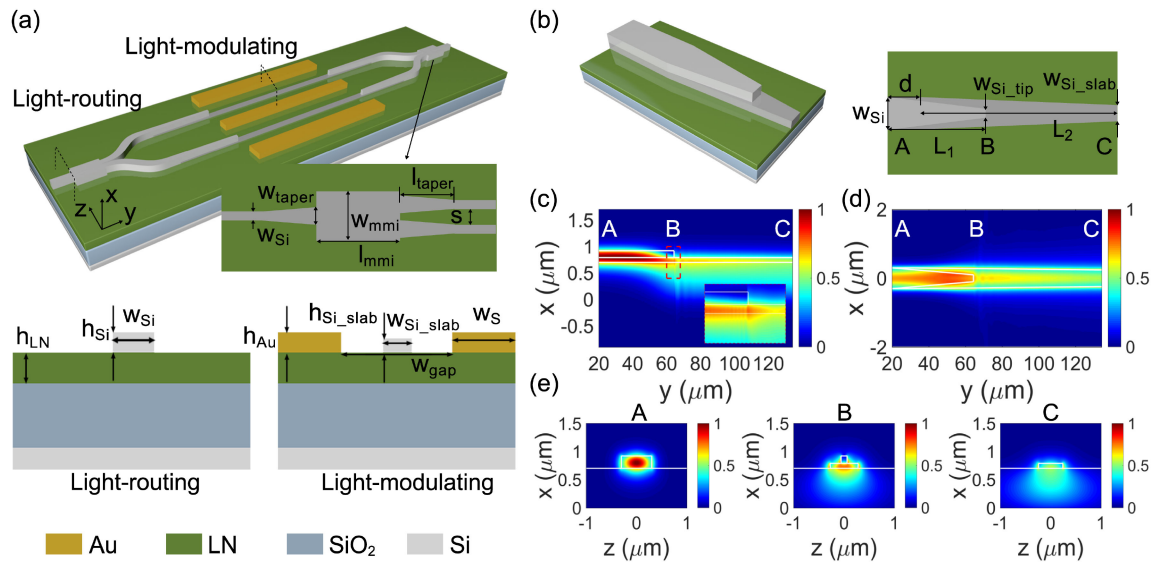 (a)
Light-modulating
Light-routing
x
z
y
w_taper
w_Si
w_mmi
l_mmi
l_taper
s
h_LN
h_Si
w_Si
Light-routing
h_Au
h_Si_slab
w_Si_slab
w_S
w_gap
Light-modulating
Au
LN
SiO₂
Si
(b)
d
w_Si_tip
w_Si_slab
w_Si
A
L₁
B
L₂
C
(c)
A
B
C
x (μm)
1.5
1
0.5
0
-0.5
20 40 60 80 100 120
y (μm)
1
0.5
0
(d)
A
B
C
x (μm)
2
0
-2
20 40 60 80 100 120
y (μm)
1
0.5
0
(e)
A
x (μm)
1.5
1
0.5
0
-1 0 1
z (μm)
1
0.5
0
B
x (μm)
1.5
1
0.5
0
-1 0 1
z (μm)
1
0.5
0
C
x (μm)
1.5
1
0.5
0
-1 0 1
z (μm)
1
0.5
0